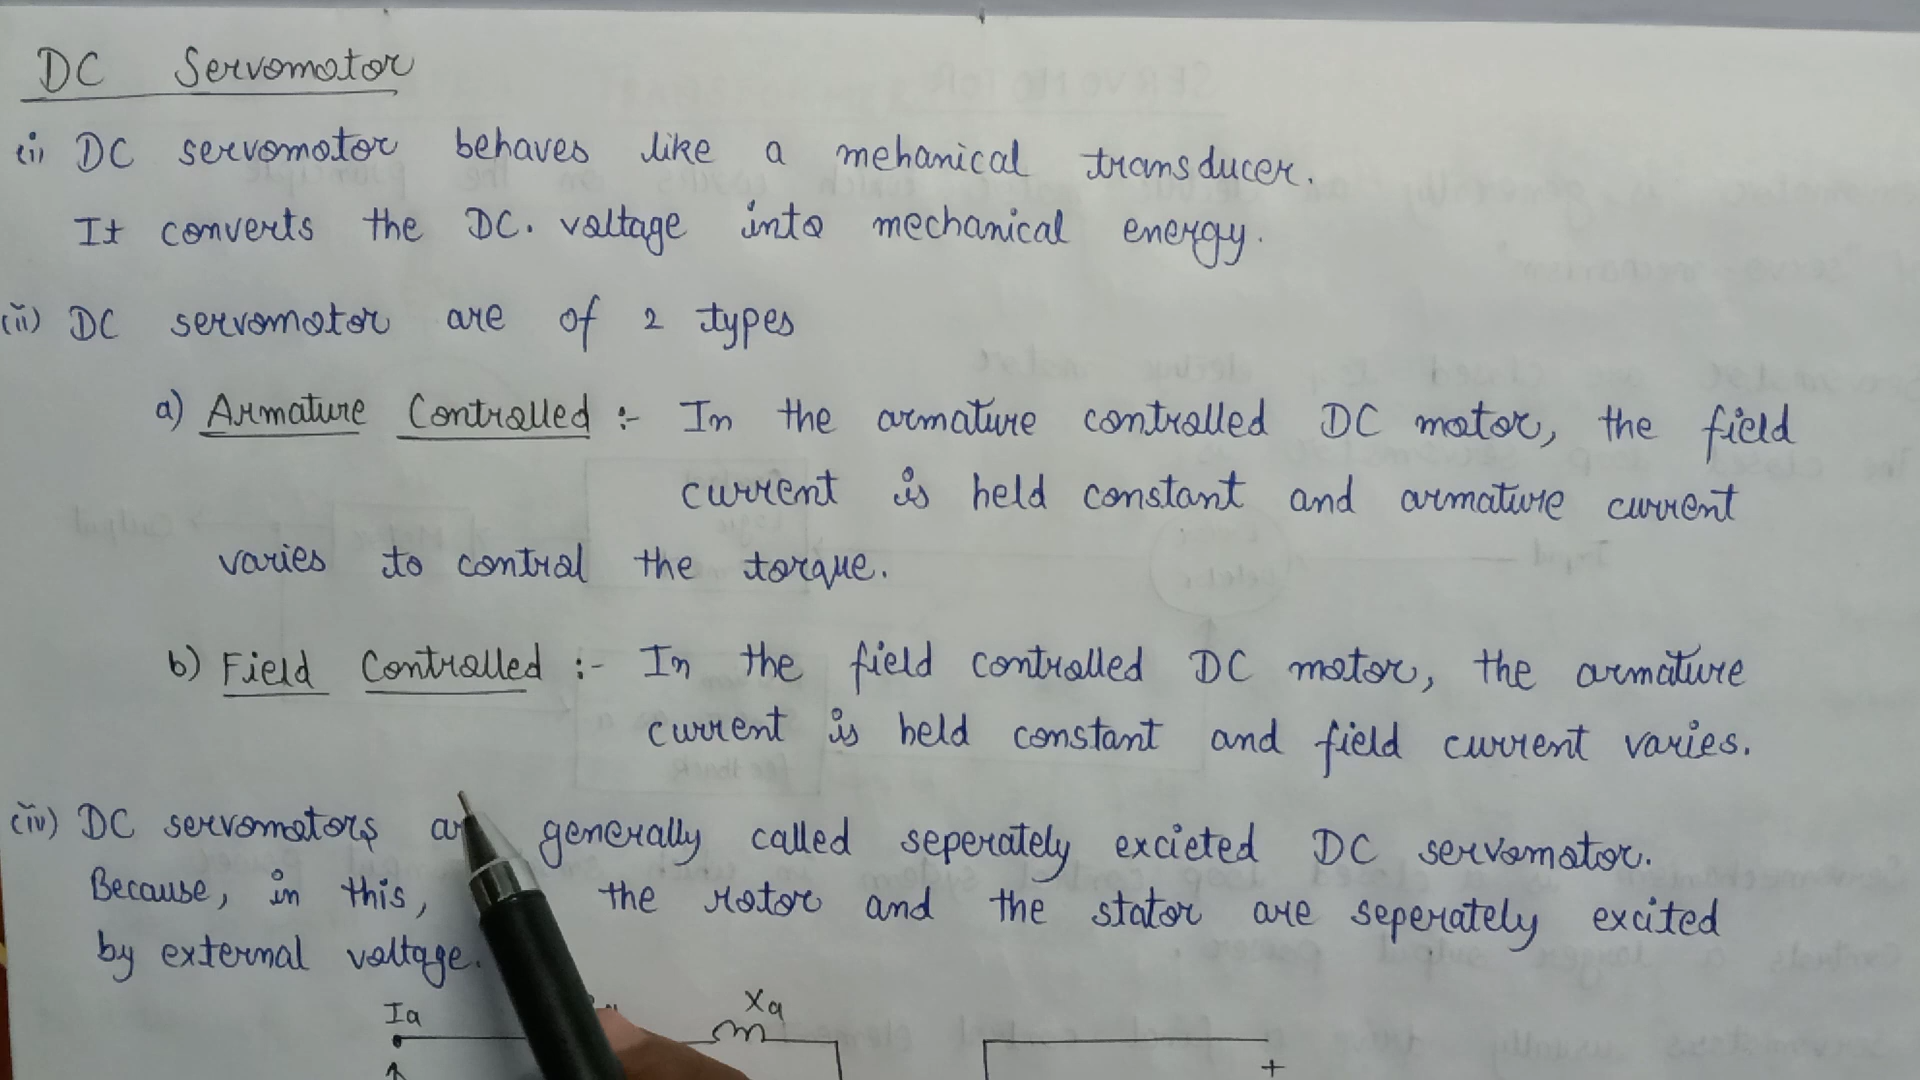 DC Servomotor
(i) DC servomotor behaves like a mehanical transducer.
It converts the DC. voltage into mechanical energy.
(ii) DC servomotor are of 2 types
a) Armature Controlled :- In the armature controlled DC motor, the field
current is held constant and armature current
varies to control the torque.
b) Field Controlled :- In the field controlled DC motor, the armature
current is held constant and field current varies.
(iv) DC servomotors generally called seperately excieted DC servomotor.
Because, in this, the rotor and the stator are seperately excited
by external voltage.
Ia Xa
+